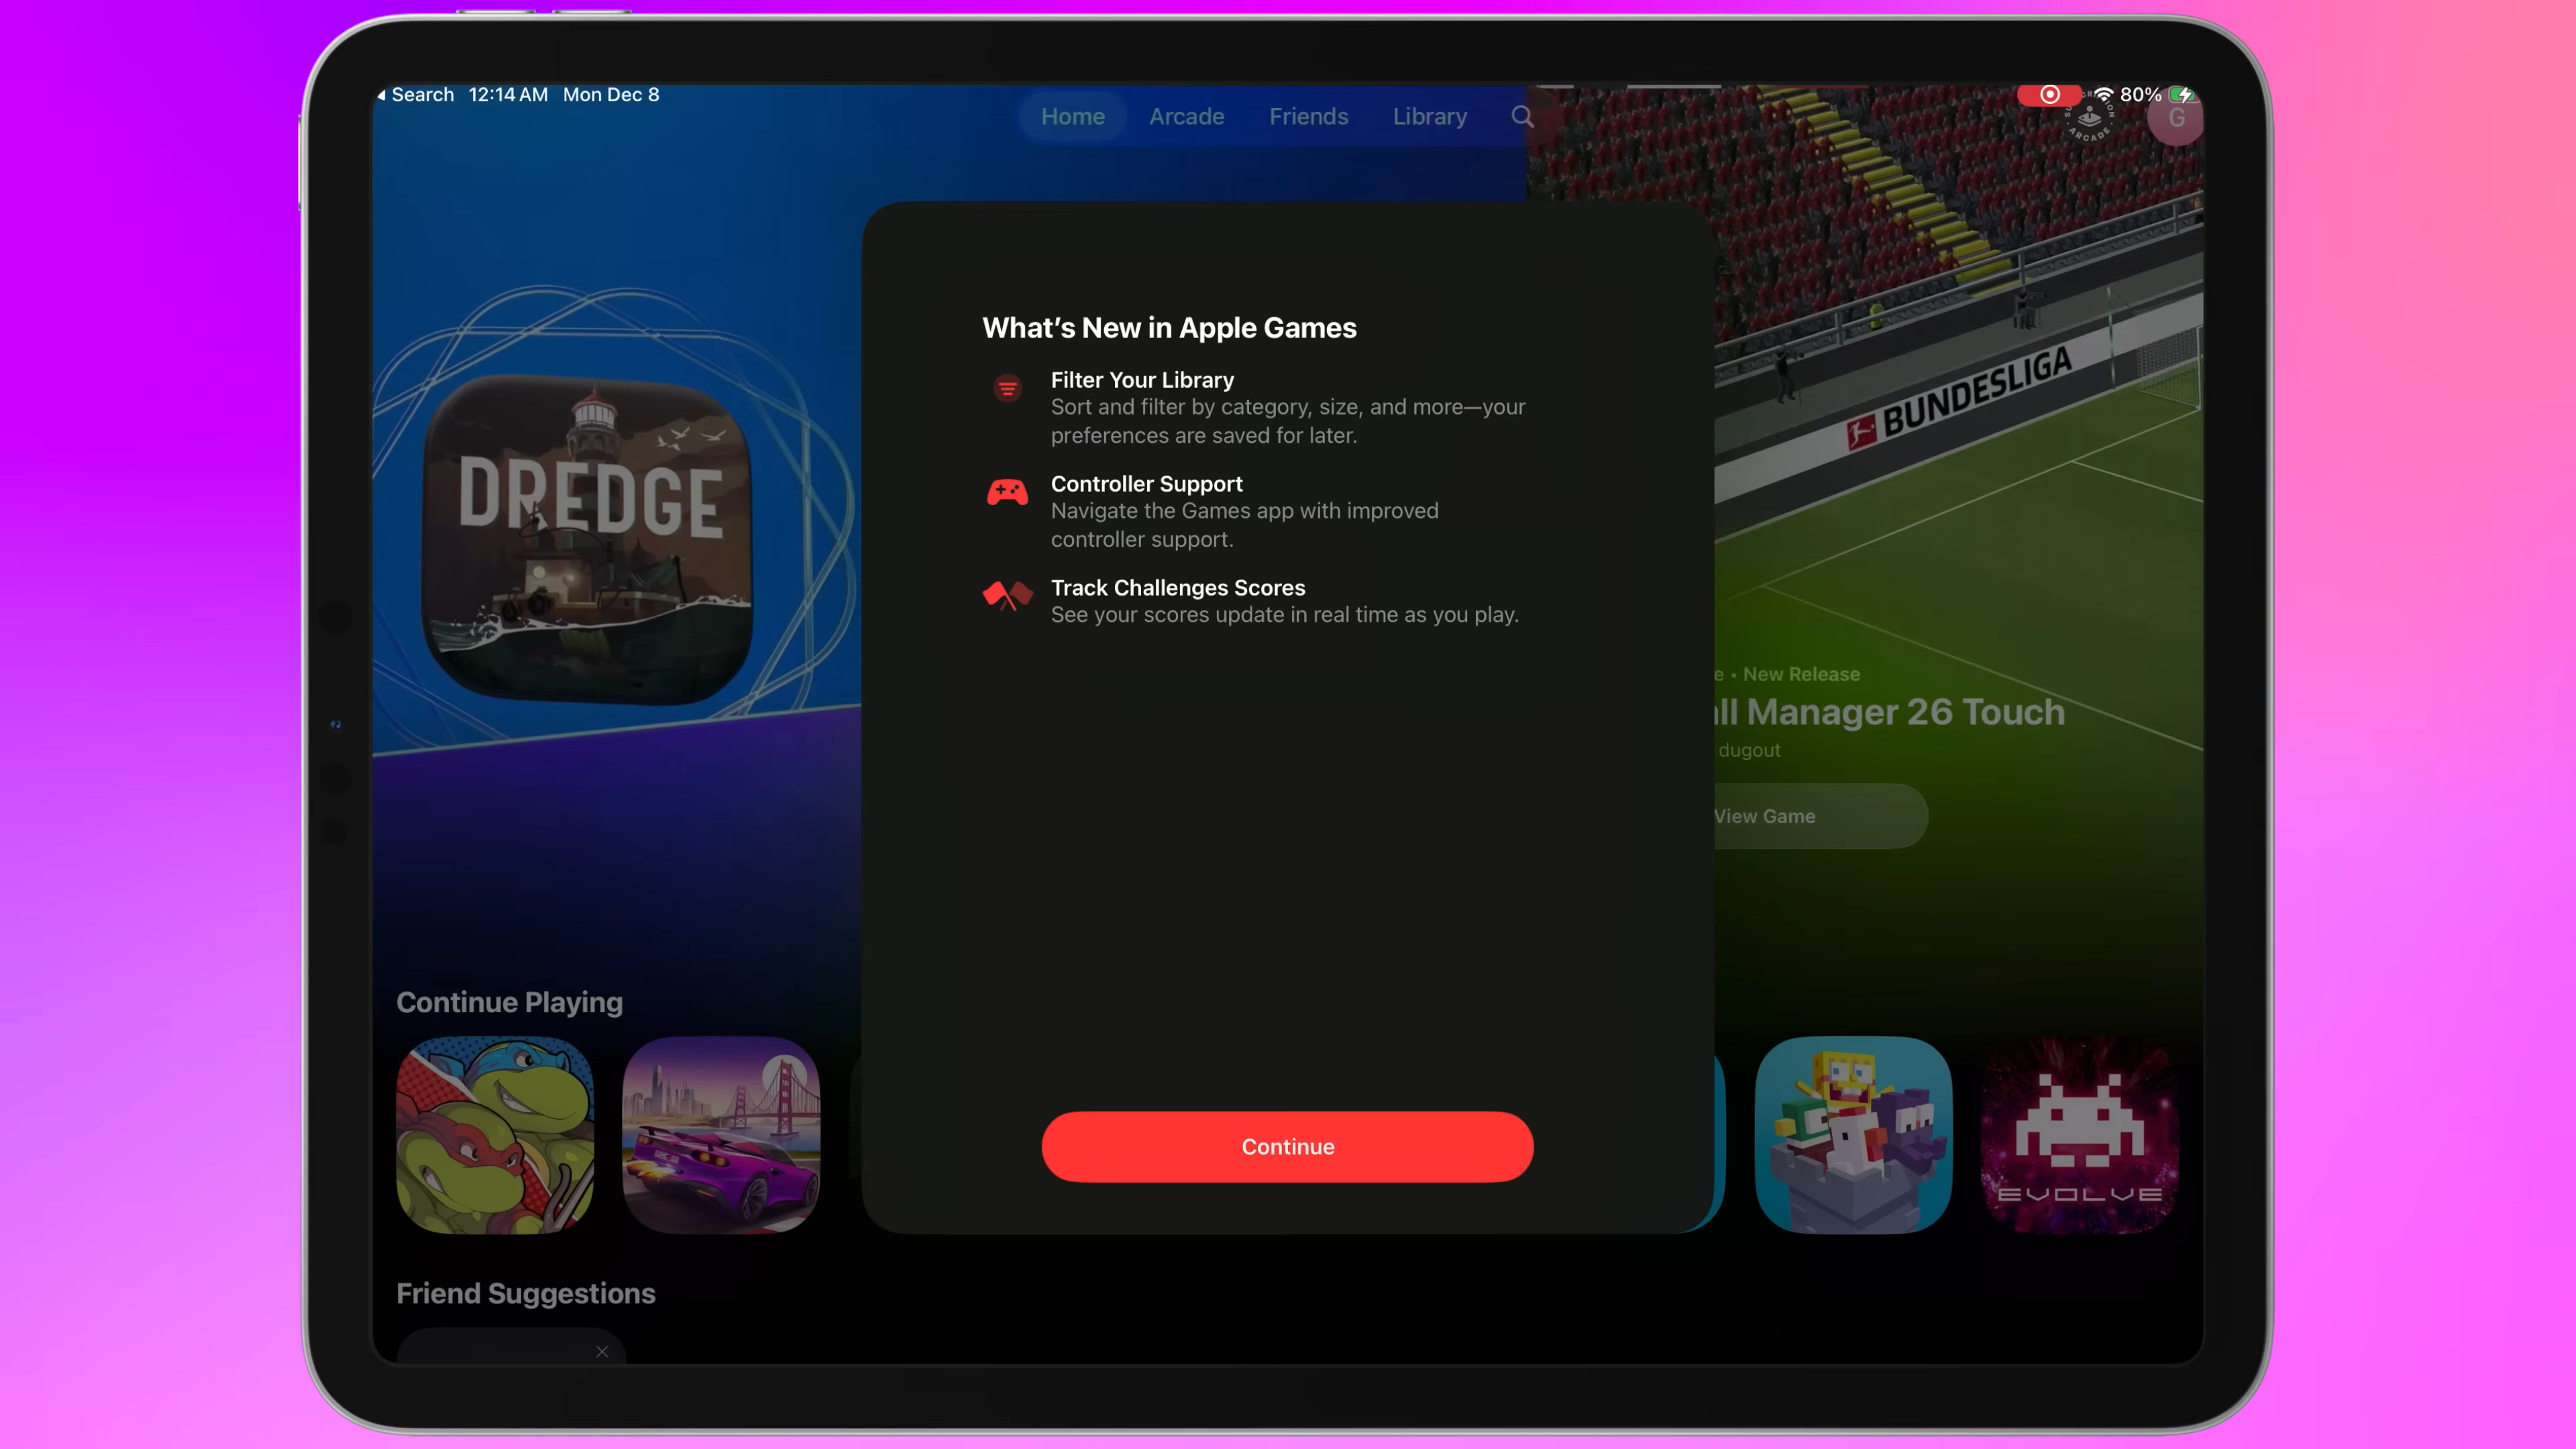 Search 12:14 AM Mon Dec 8
80%
Home Arcade Friends Library
G
ARCADE
DREDGE
BUNDESLIGA
What's New in Apple Games
Filter Your Library
Sort and filter by category, size, and more—your
preferences are saved for later.
Controller Support
Navigate the Games app with improved
controller support.
Track Challenges Scores
See your scores update in real time as you play.
• New Release
Manager 26 Touch
dugout
View Game
Continue Playing
EVOLVE
Continue
Friend Suggestions